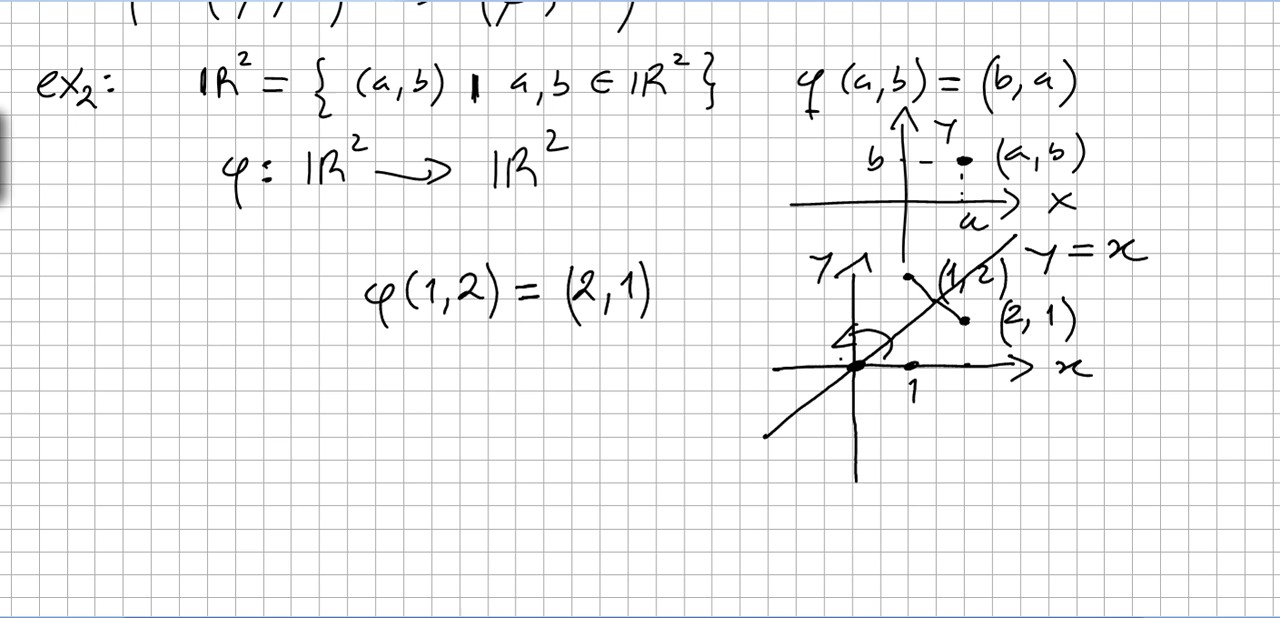 ex₂: ℝ² = { (a,b) | a,b ∈ ℝ² } φ(a,b) = (b,a)
φ: ℝ² → ℝ²
y
b (a,b)
a x
y = x
φ(1,2) = (2,1)
y (1,2)
(2,1)
x
1